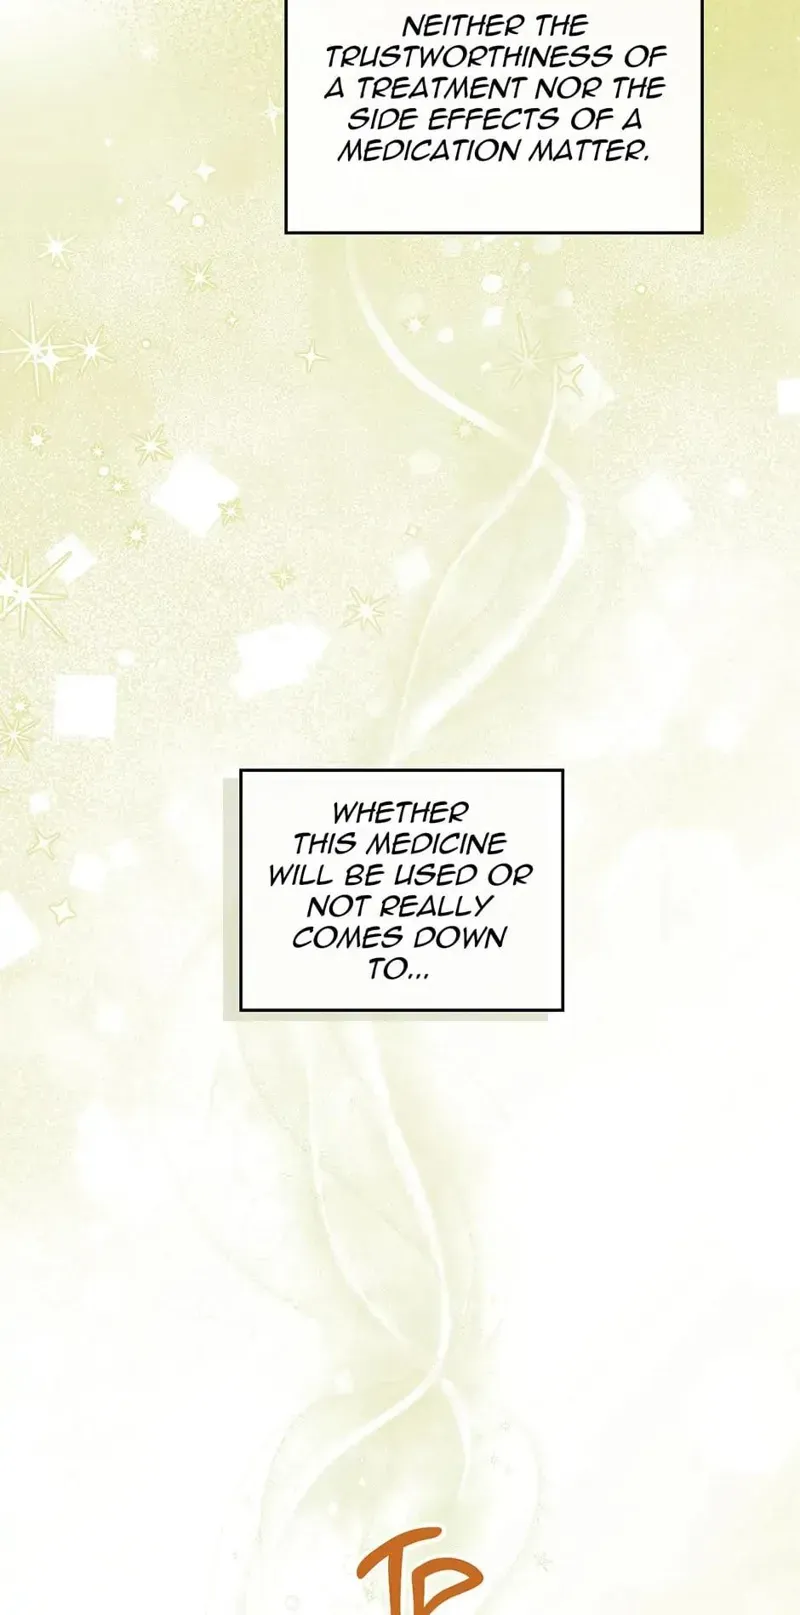 NEITHER THE
TRUSTWORTHINESS OF
A TREATMENT NOR THE
SIDE EFFECTS OF A
MEDICATION MATTER.
WHETHER
THIS MEDICINE
WILL BE USED OR
NOT REALLY
COMES DOWN
TO...